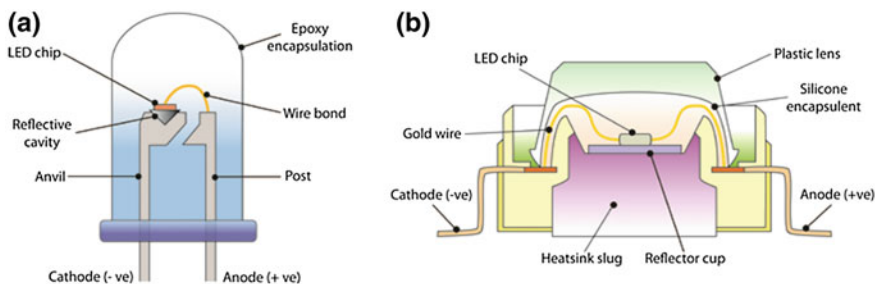 (a)
Epoxy
encapsulation
LED chip
Wire bond
Reflective
cavity
Anvil
Post
Cathode (- ve)
Anode (+ ve)
(b)
LED chip
Plastic lens
Silicone
encapsulent
Gold wire
Cathode (-ve)
Anode (+ve)
Heatsink slug
Reflector cup